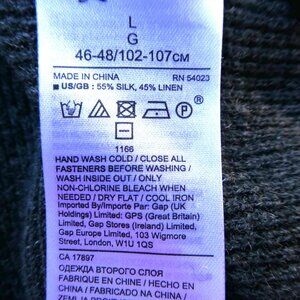 L
G
46-48/102-107CM
MADE IN CHINA RN 54023
■ US/GB : 55% SILK, 45% LINEN
1166
HAND WASH COLD / CLOSE ALL
FASTENERS BEFORE WASHING /
WASH INSIDE OUT / ONLY
NON-CHLORINE BLEACH WHEN
NEEDED / DRY FLAT / COOL IRON
Imported By/Importe Par: Gap (UK
Holdings) Limited: GPS (Great Britain)
Limited, Gap Stores (Ireland) Limited,
Gap Europe Limited, 103 Wigmore
Street, London, W1U 1QS
CA 17897
ОДЕЖДА ВТОРОГО СЛОЯ
FABRIQUE EN CHINE / HECHO EN
CHINA / FABRICADO NA CHINA /